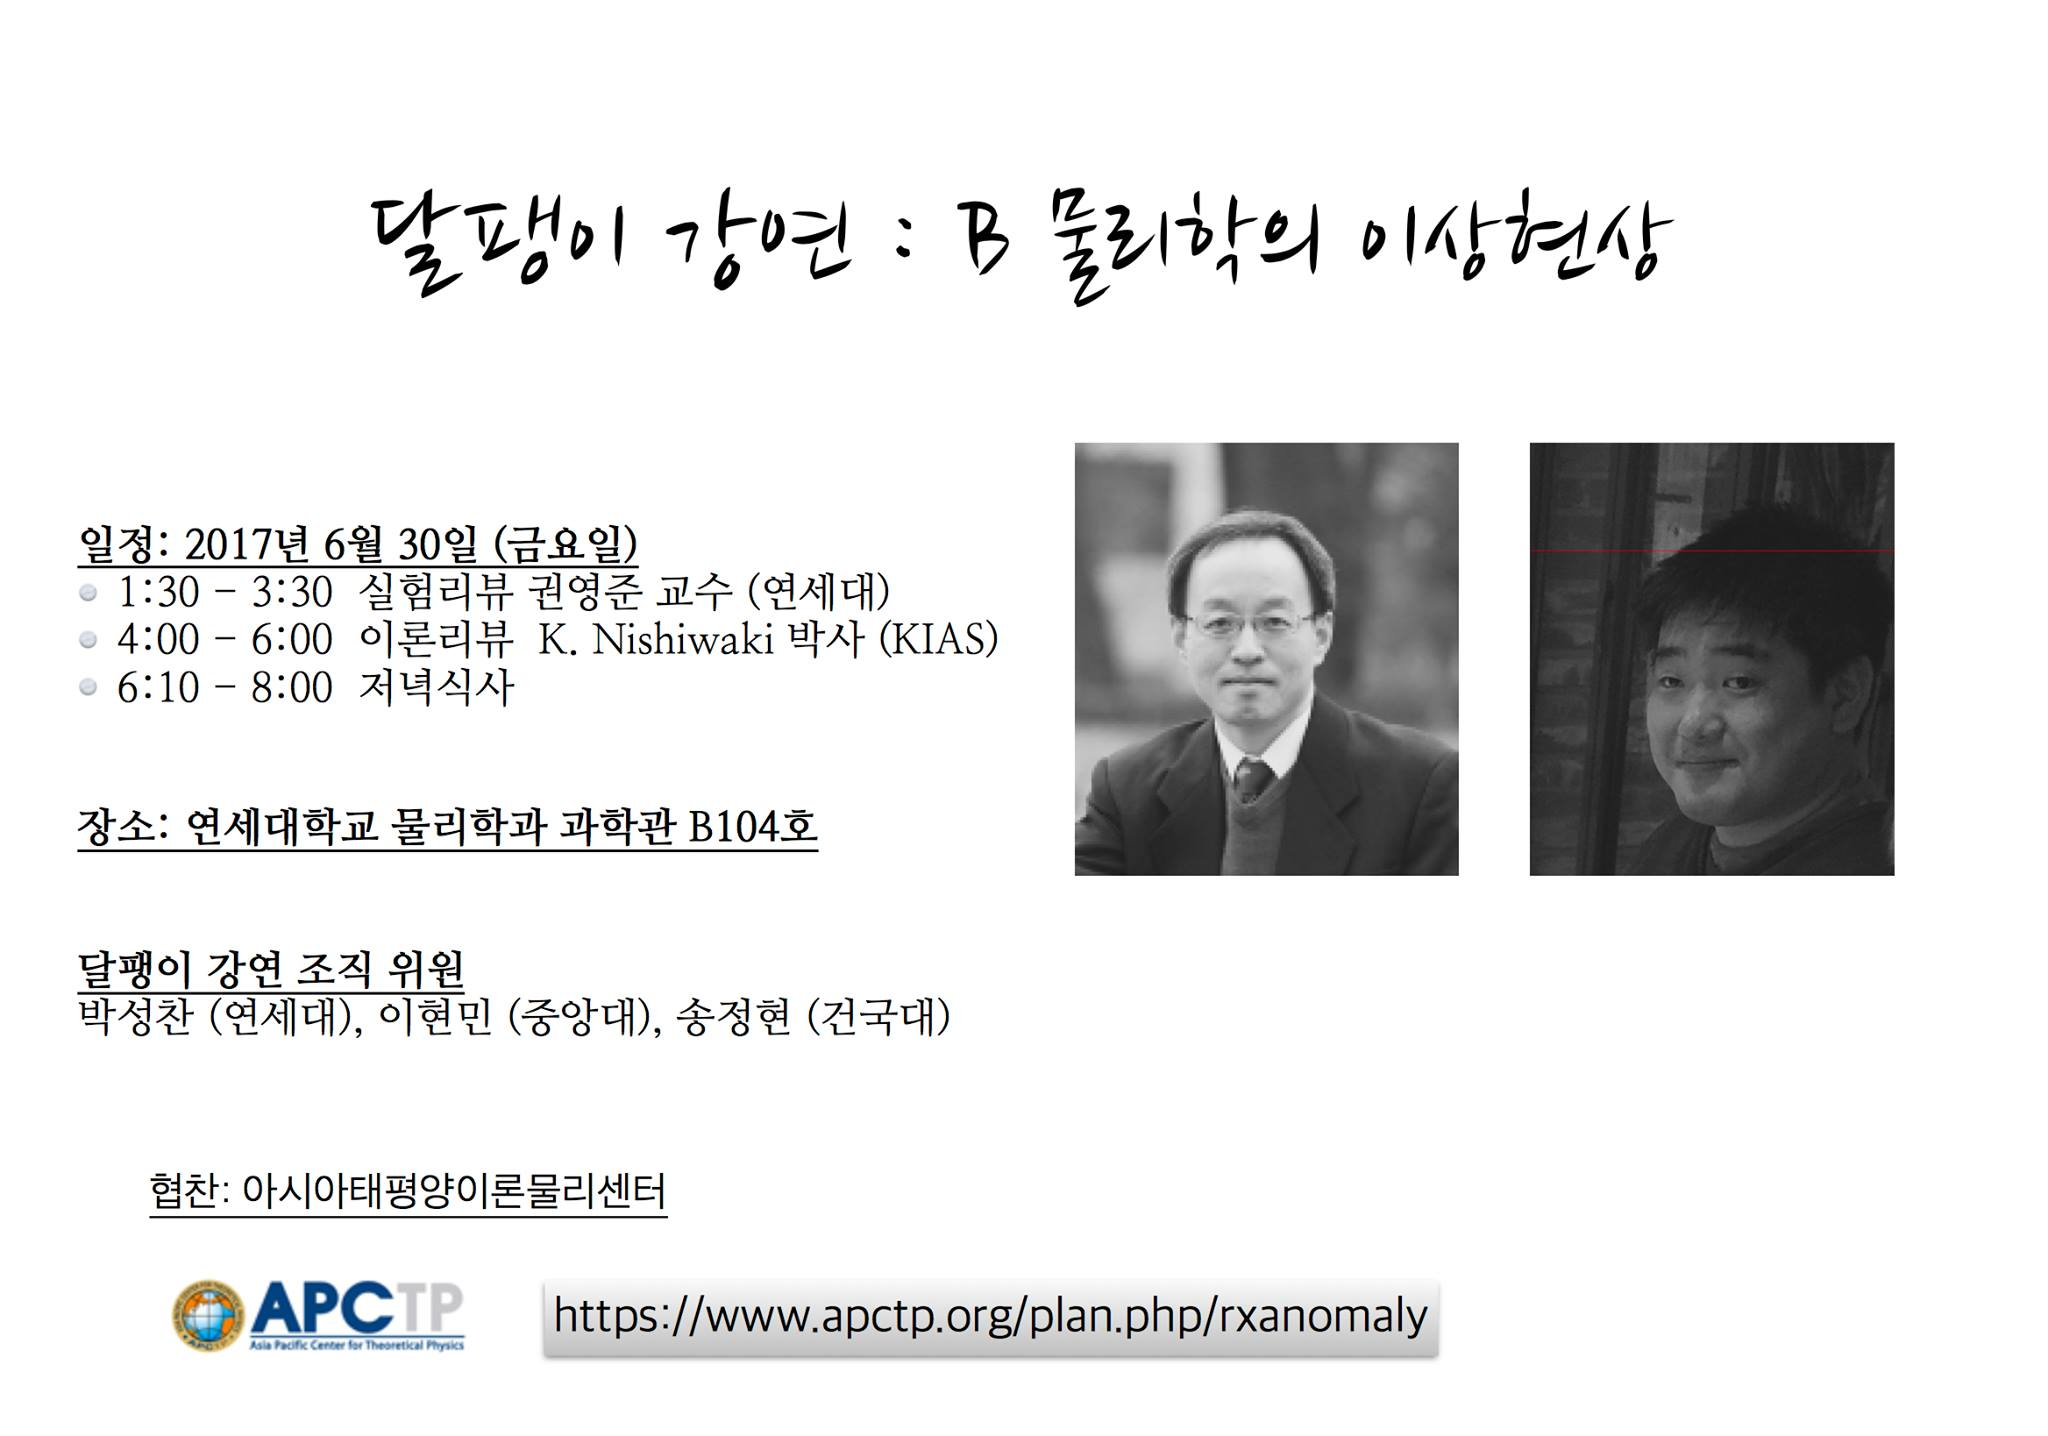 달팽이 강연 : B 물리학의 이상현상
일정: 2017년 6월 30일 (금요일)
1:30 - 3:30 실험리뷰 권영준 교수 (연세대)
4:00 - 6:00 이론리뷰 K. Nishiwaki 박사 (KIAS)
6:10 - 8:00 저녁식사
장소: 연세대학교 물리학과 과학관 B104호
달팽이 강연 조직 위원
박성찬 (연세대), 이현민 (중앙대), 송정현 (건국대)
협찬: 아시아태평양이론물리센터
APCTP
Asia Pacific Center for Theoretical Physics
https://www.apctp.org/plan.php/rxanomaly